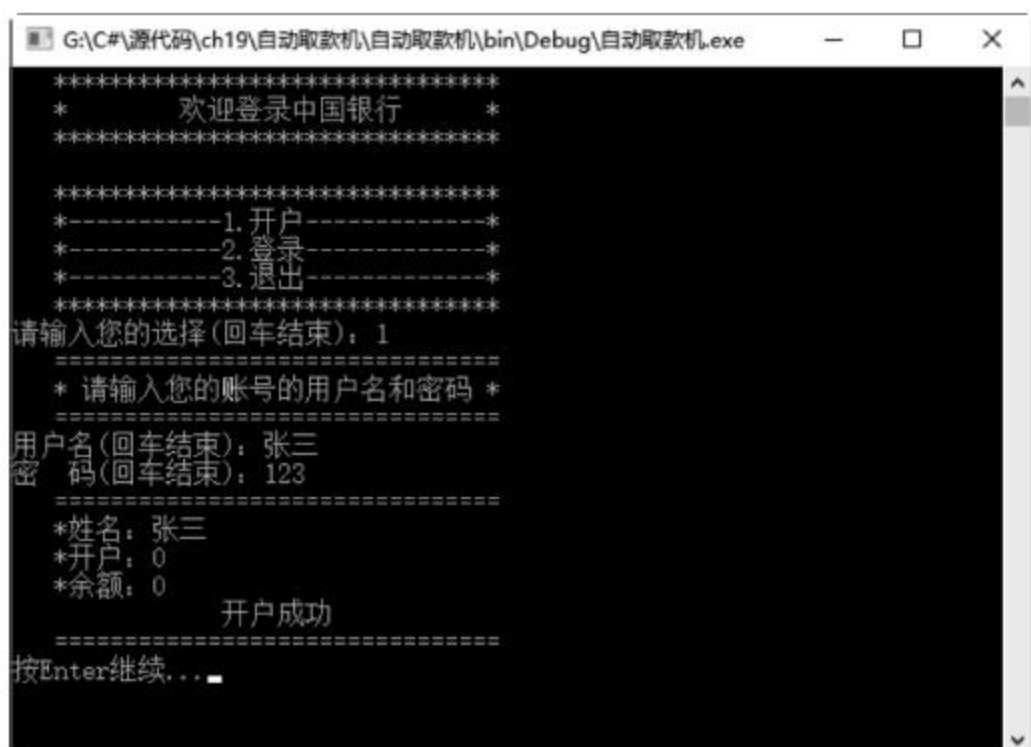 G:\C#\源代码\ch19\自动取款机\自动取款机\bin\Debug\自动取款机.exe
*******************************
* 欢迎登录中国银行 *
*******************************
*******************************
*-----------1.开户-------------*
*-----------2.登录-------------*
*-----------3.退出-------------*
*******************************
请输入您的选择(回车结束): 1
================================
* 请输入您的账号的用户名和密码 *
================================
用户名(回车结束): 张三
密 码(回车结束): 123
================================
*姓名: 张三
*开户: 0
*余额: 0
开户成功
================================
按Enter继续...